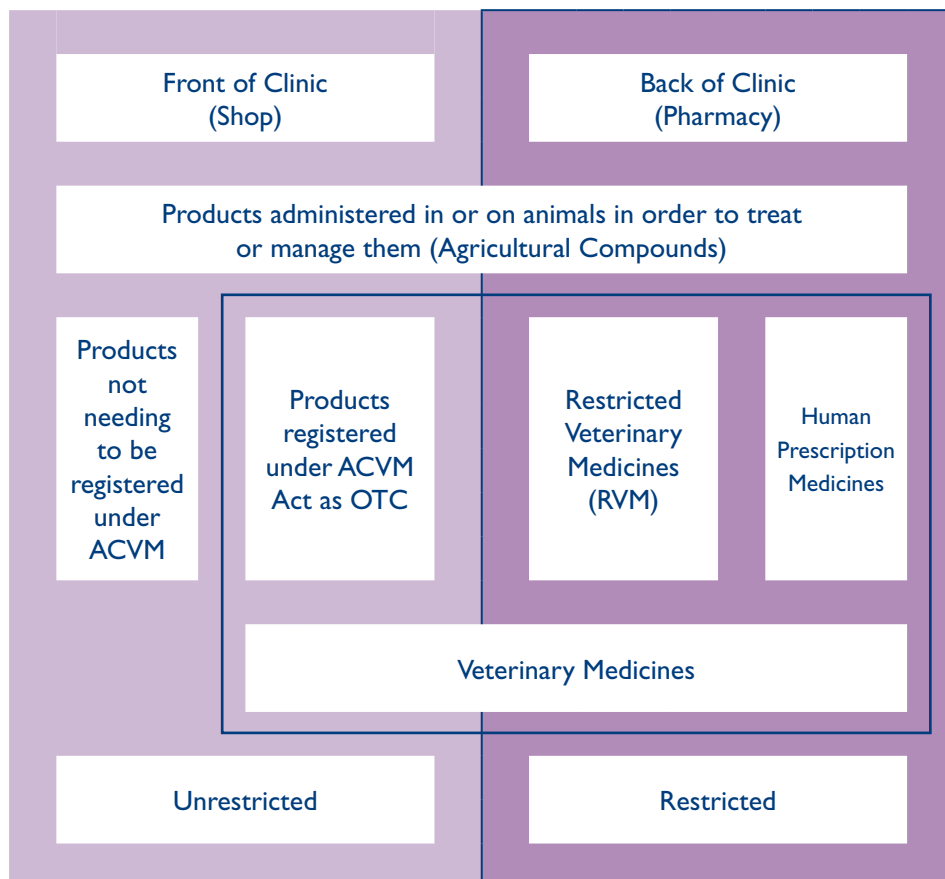 Front of Clinic
(Shop)
Back of Clinic
(Pharmacy)
Products administered in or on animals in order to treat
or manage them (Agricultural Compounds)
Products
not
needing
to be
registered
under
ACVM
Products
registered
under ACVM
Act as OTC
Restricted
Veterinary
Medicines
(RVM)
Human
Prescription
Medicines
Veterinary Medicines
Unrestricted
Restricted